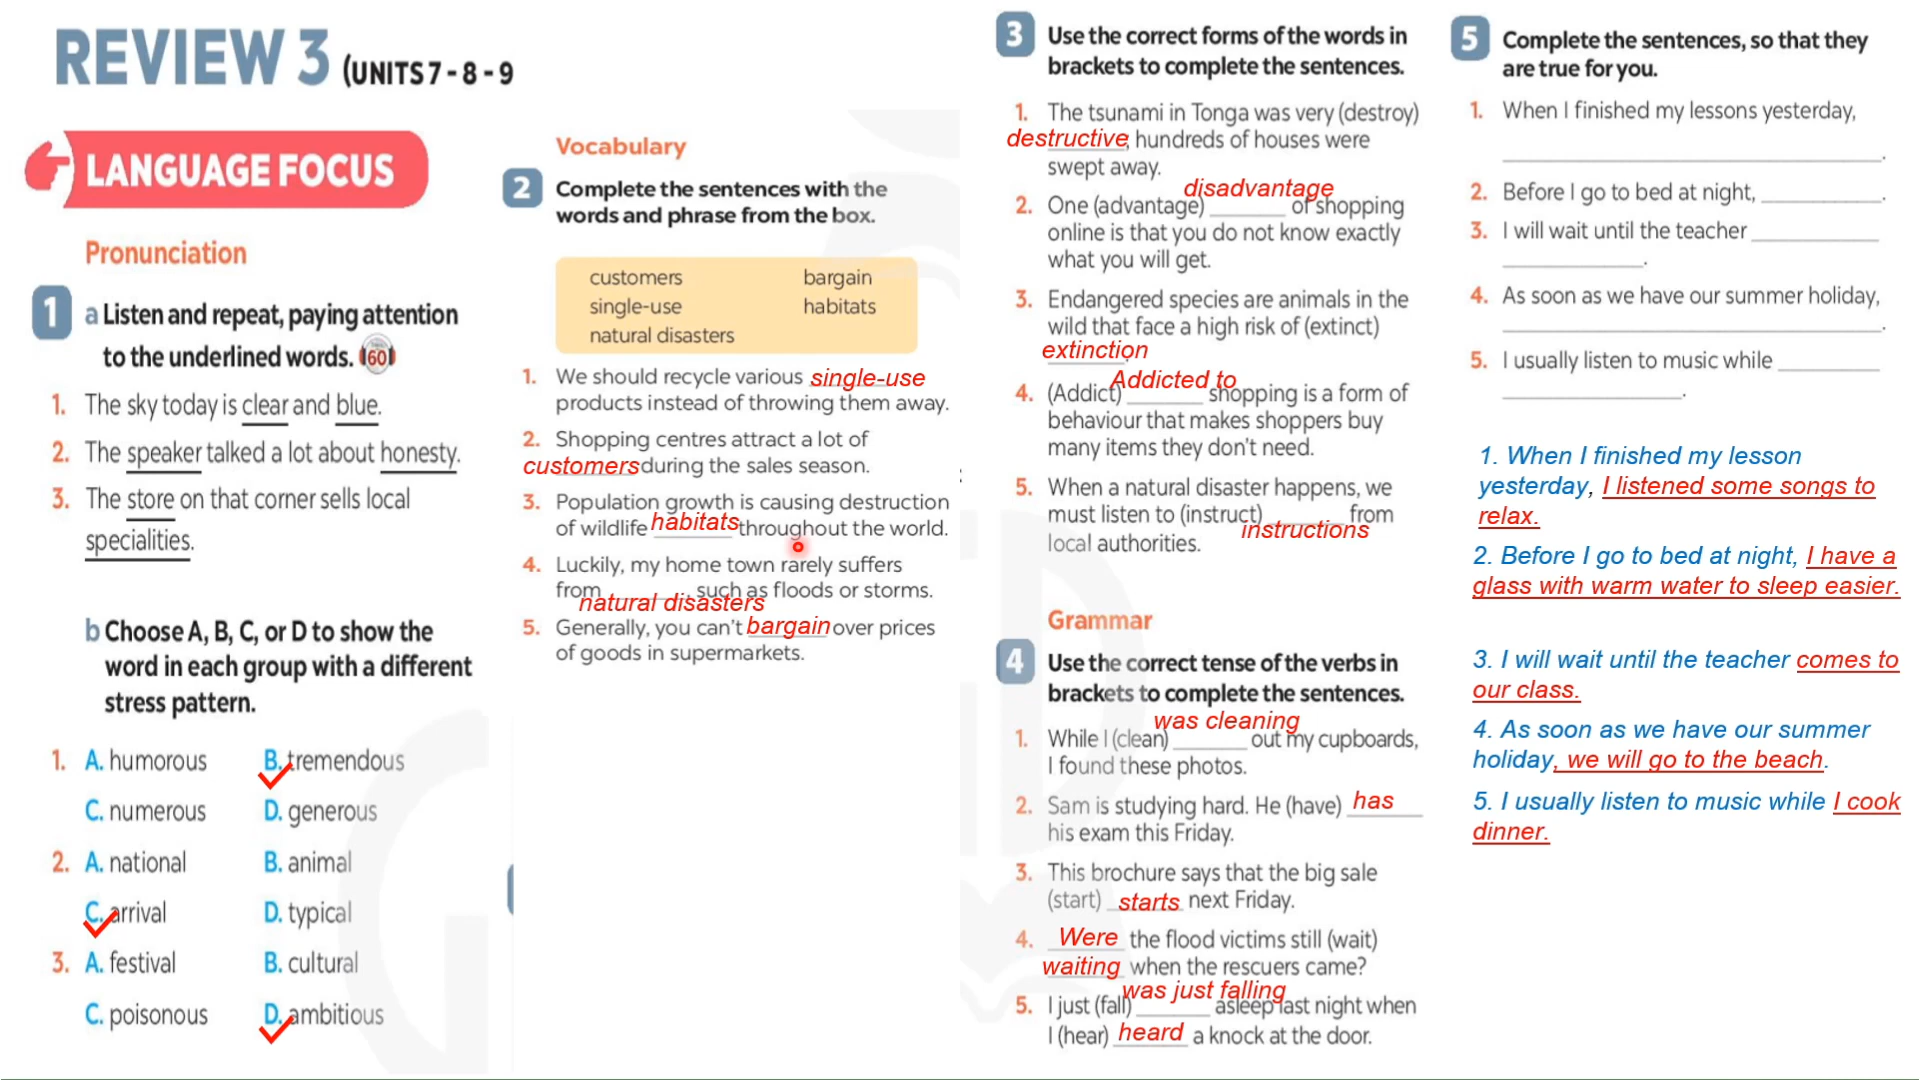 REVIEW 3 (UNITS 7 - 8 - 9
LANGUAGE FOCUS
Pronunciation
1 a Listen and repeat, paying attention
to the underlined words. 60
1. The sky today is clear and blue.
2. The speaker talked a lot about honesty.
3. The store on that corner sells local
specialities.
b Choose A, B, C, or D to show the
word in each group with a different
stress pattern.
1. A. humorous B. tremendous
C. numerous D. generous
2. A. national B. animal
C. arrival D. typical
3. A. festival B. cultural
C. poisonous D. ambitious
Vocabulary
2 Complete the sentences with the
words and phrase from the box.
customers bargain
single-use habitats
natural disasters
1. We should recycle various single-use
products instead of throwing them away.
2. Shopping centres attract a lot of
customers during the sales season.
3. Population growth is causing destruction
of wildlife habitats throughout the world.
4. Luckily, my home town rarely suffers
from ________, such as floods or storms.
natural disasters
5. Generally, you can't bargain over prices
of goods in supermarkets.
3 Use the correct forms of the words in
brackets to complete the sentences.
1. The tsunami in Tonga was very (destroy)
destructive, hundreds of houses were
swept away.
disadvantage
2. One (advantage) ________ of shopping
online is that you do not know exactly
what you will get.
3. Endangered species are animals in the
wild that face a high risk of (extinct)
extinction.
Addicted to
4. (Addict) ________ shopping is a form of
behaviour that makes shoppers buy
many items they don't need.
5. When a natural disaster happens, we
must listen to (instruct) ________ from
instructions
local authorities.
Grammar
4 Use the correct tense of the verbs in
brackets to complete the sentences.
was cleaning
1. While I (clean) ________ out my cupboards,
I found these photos.
2. Sam is studying hard. He (have) has
his exam this Friday.
3. This brochure says that the big sale
(start) starts next Friday.
4. Were the flood victims still (wait)
waiting when the rescuers came?
was just falling
5. I just (fall) ________ asleep last night when
I (hear) heard a knock at the door.
5 Complete the sentences, so that they
are true for you.
1. When I finished my lessons yesterday,
________.
2. Before I go to bed at night, ________.
3. I will wait until the teacher ________
________.
4. As soon as we have our summer holiday,
________.
5. I usually listen to music while ________
________.
1. When I finished my lesson
yesterday, I listened some songs to
relax.
2. Before I go to bed at night, I have a
glass with warm water to sleep easier.
3. I will wait until the teacher comes to
our class.
4. As soon as we have our summer
holiday, we will go to the beach.
5. I usually listen to music while I cook
dinner.